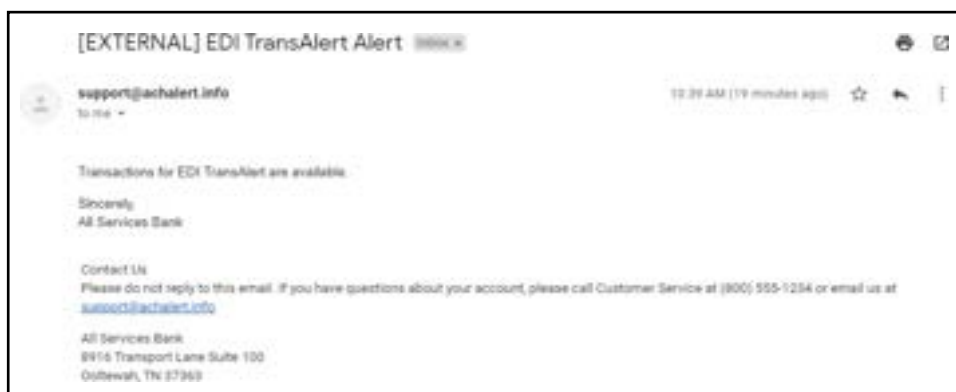 [EXTERNAL] EDI TransAlert Alert Inbox x
support@achalert.info
10:39 AM (19 minutes ago)
to me
Transactions for EDI TransAlert are available.
Sincerely,
All Services Bank
Contact Us
Please do not reply to this email. If you have questions about your account, please call Customer Service at (800) 555-1234 or email us at
support@achalert.info
All Services Bank
8916 Transport Lane Suite 100
Ooltewah, TN 37363